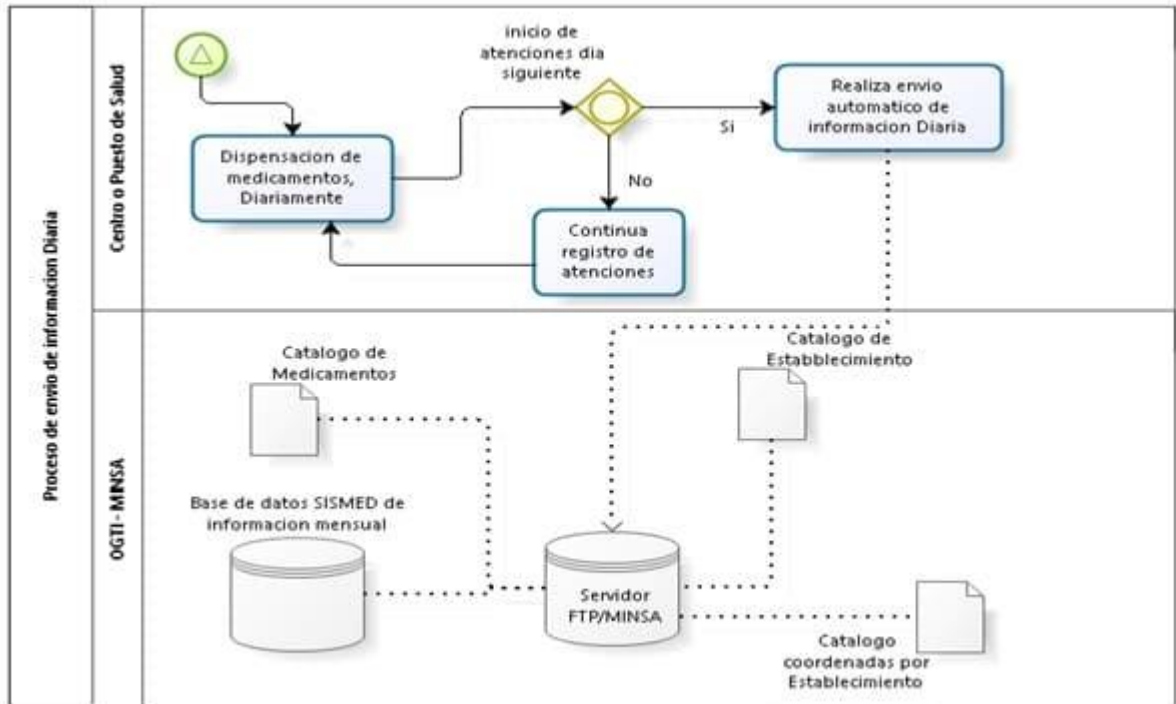 Proceso de envio de informacion Diaria
Centro o Puesto de Salud
inicio de
atenciones dia
siguiente
Dispensacion de
medicamentos,
Diariamente
Si
No
Realiza envio
automatico de
informacion Diaria
Continua
registro de
atenciones
OGTI - MINSA
Catalogo de
Medicamentos
Catalogo de
Estabblecimiento
Base de datos SISMED de
informacion mensual
Servidor
FTP/MINSA
Catalogo
coordenadas por
Establecimiento